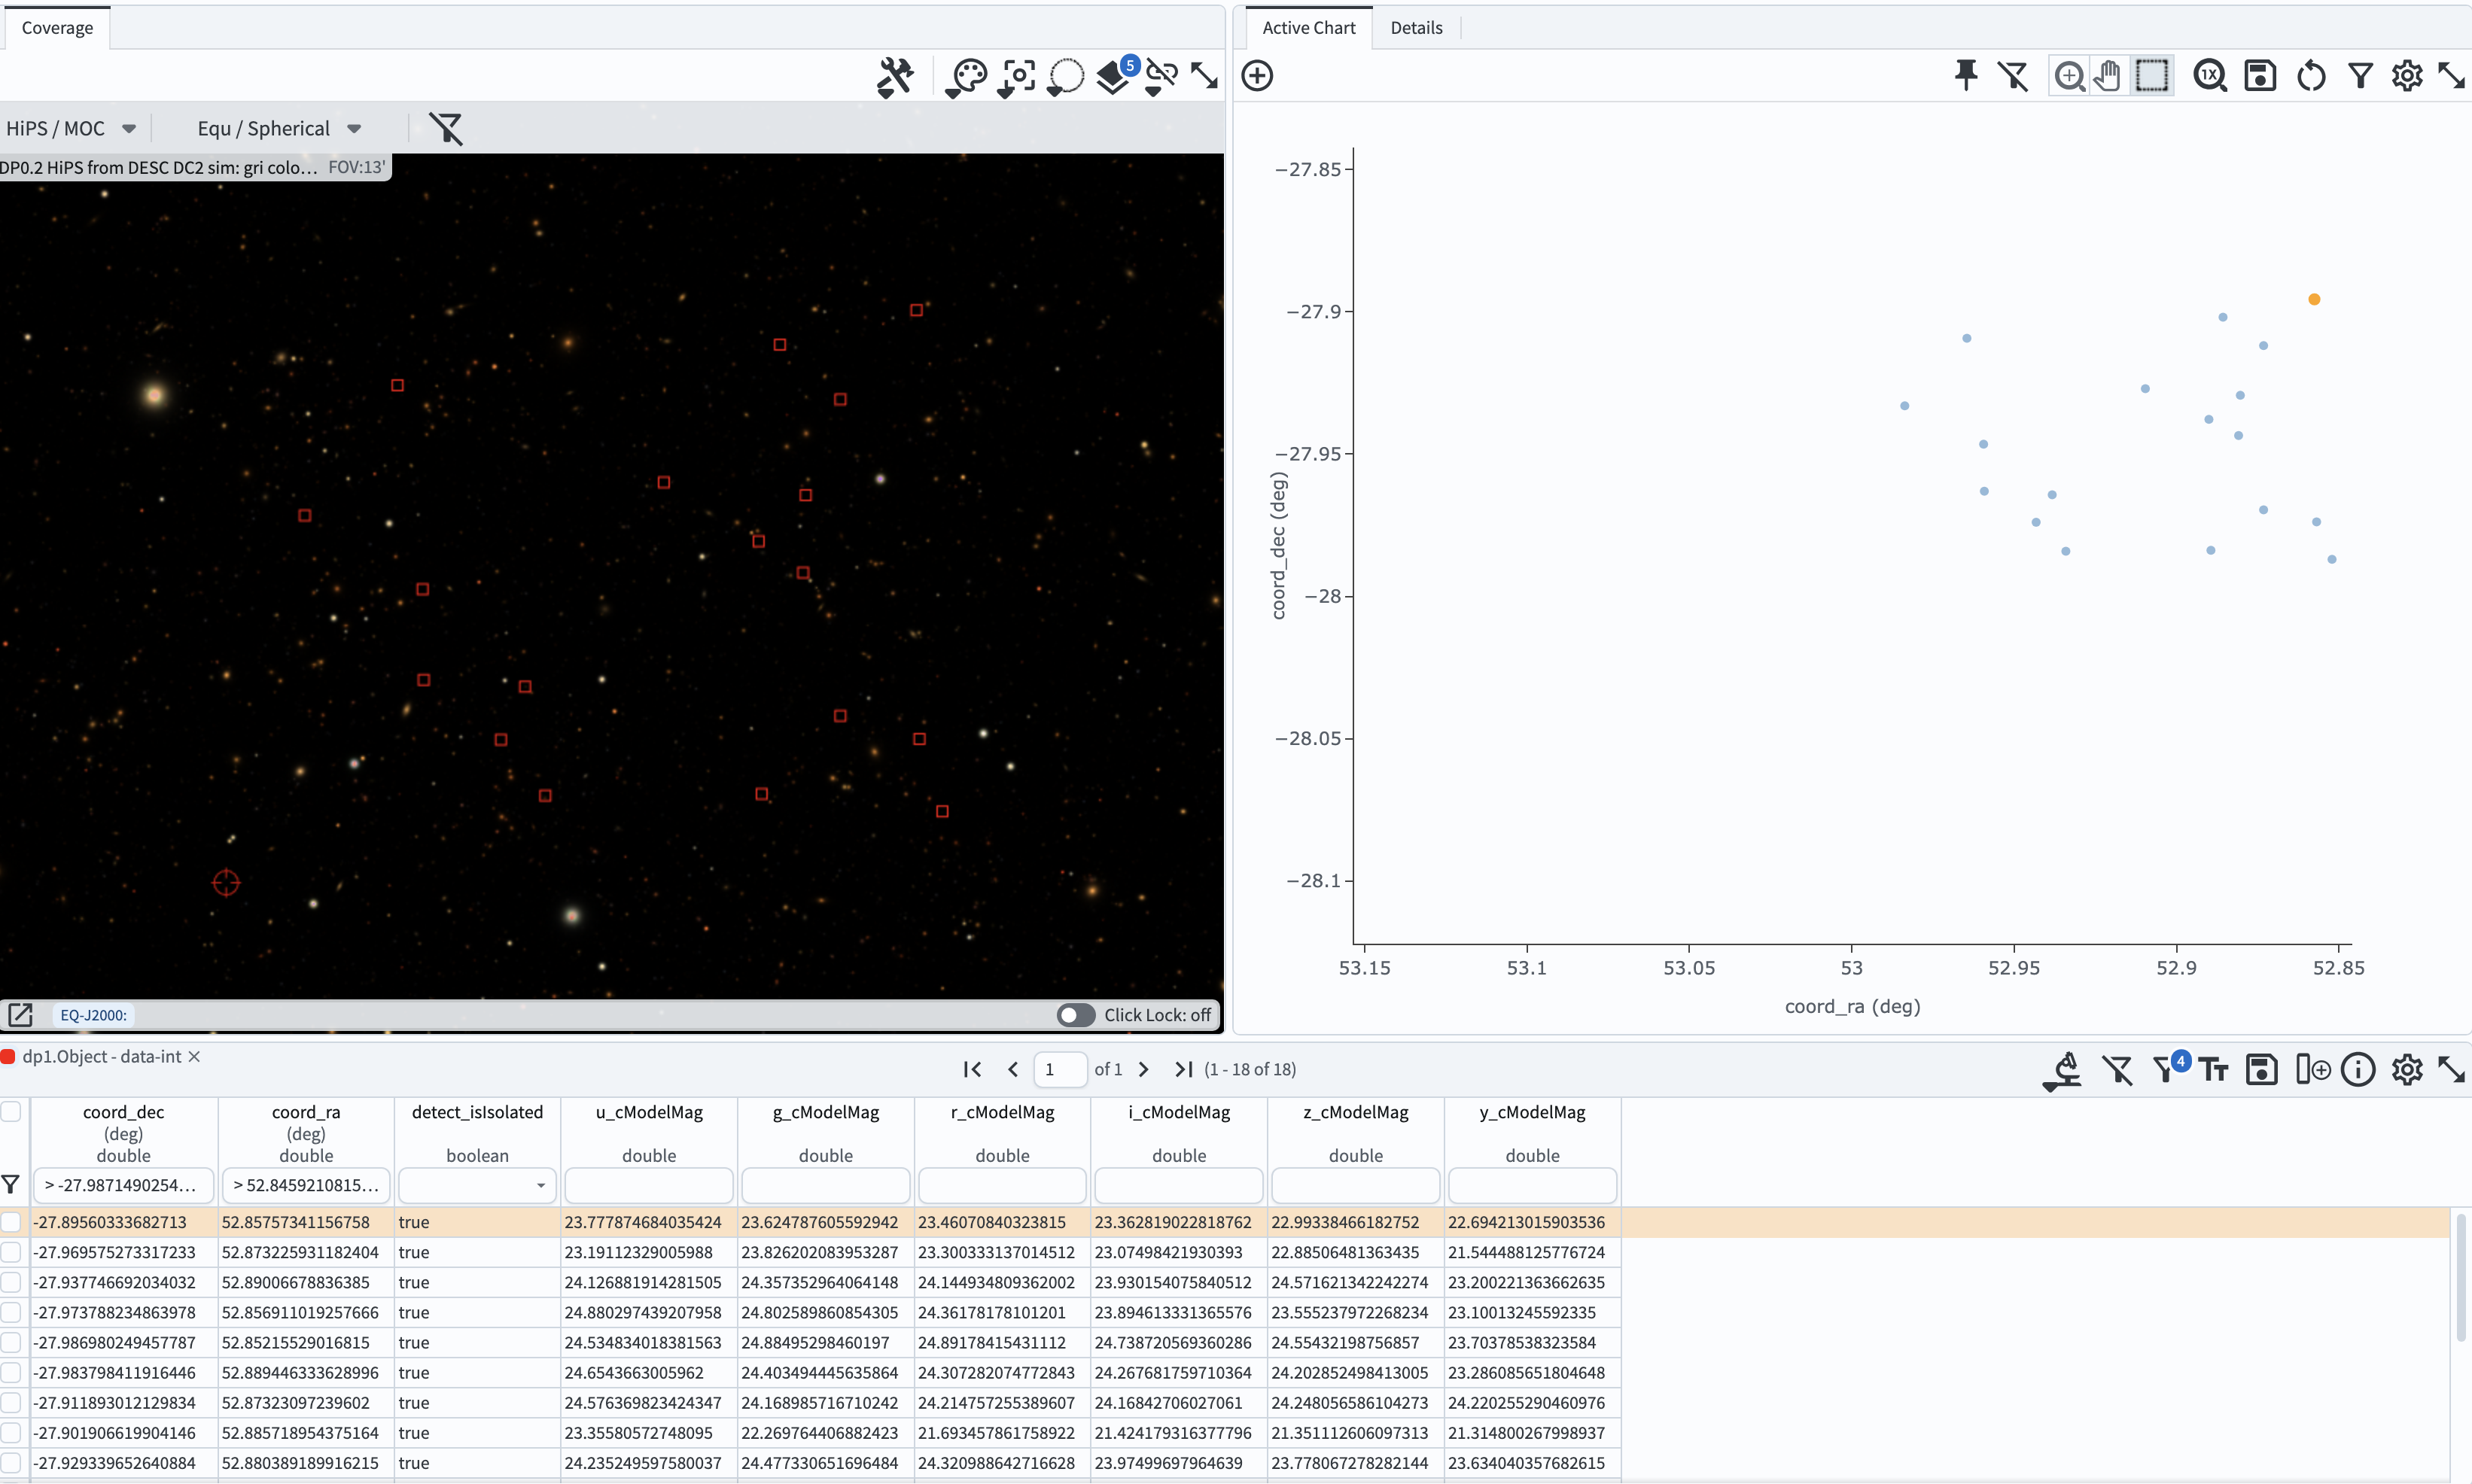 Coverage
5
HiPS / MOC Equ / Spherical
DP0.2 HiPS from DESC DC2 sim: gri colo... FOV:13'
EQ-J2000: Click Lock: off
Active Chart Details
1X
−27.85
−27.9
−27.95
−28
−28.05
−28.1
coord_dec (deg)
53.15 53.1 53.05 53 52.95 52.9 52.85
coord_ra (deg)
dp1.Object - data-int 1 of 1 (1 - 18 of 18) 4
coord_dec coord_ra detect_isIsolated u_cModelMag g_cModelMag r_cModelMag i_cModelMag z_cModelMag y_cModelMag
(deg) (deg)
double double boolean double double double double double double
> -27.9871490254... > 52.8459210815...
-27.89560333682713 52.85757341156758 true 23.777874684035424 23.624787605592942 23.46070840323815 23.362819022818762 22.99338466182752 22.694213015903536
-27.969575273317233 52.873225931182404 true 23.19112329005988 23.826202083953287 23.300333137014512 23.07498421930393 22.88506481363435 21.544488125776724
-27.937746692034032 52.89006678836385 true 24.126881914281505 24.357352964064148 24.144934809362002 23.930154075840512 24.571621342242274 23.200221363662635
-27.973788234863978 52.856911019257666 true 24.880297439207958 24.802589860854305 24.36178178101201 23.894613331365576 23.555237972268234 23.10013245592335
-27.986980249457787 52.85215529016815 true 24.534834018381563 24.88495298460197 24.89178415431112 24.738720569360286 24.55432198756857 23.70378538323584
-27.983798411916446 52.889446333628996 true 24.6543663005962 24.403494445635864 24.307282074772843 24.267681759710364 24.202852498413005 23.286085651804648
-27.911893012129834 52.87323097239602 true 24.576369823424347 24.168985716710242 24.214757255389607 24.16842706027061 24.248056586104273 24.220255290460976
-27.901906619904146 52.885718954375164 true 23.35580572748095 22.269764406882423 21.693457861758922 21.424179316377796 21.351112606097313 21.314800267998937
-27.929339652640884 52.880389189916215 true 24.235249597580037 24.477330651696484 24.320988642716628 23.97499697964639 23.778067278282144 23.634040357682615